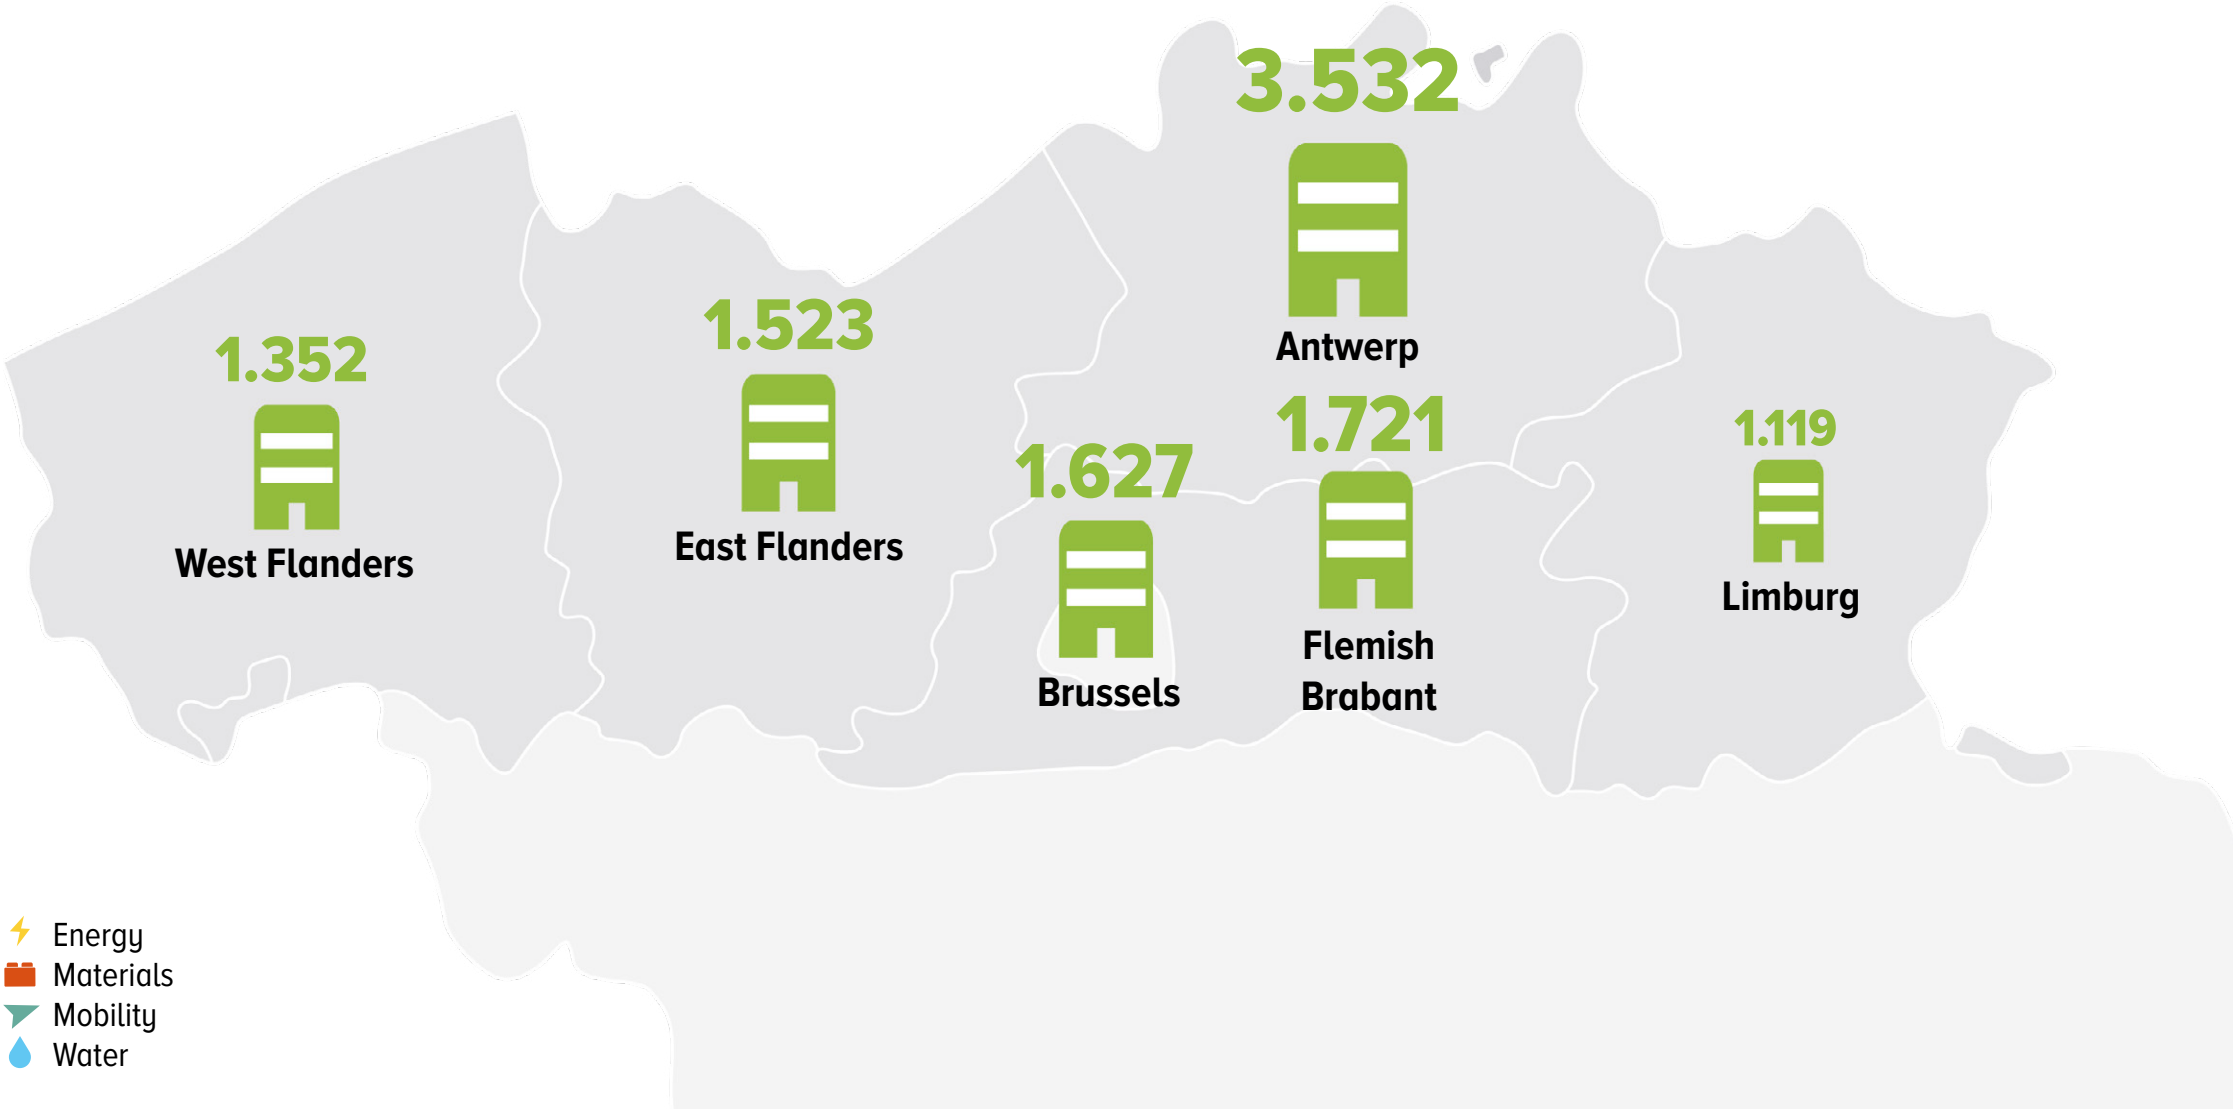 3.532
Antwerp
1.523
East Flanders
1.352
West Flanders
1.721
Flemish
Brabant
1.627
Brussels
1.119
Limburg
Energy
Materials
Mobility
Water